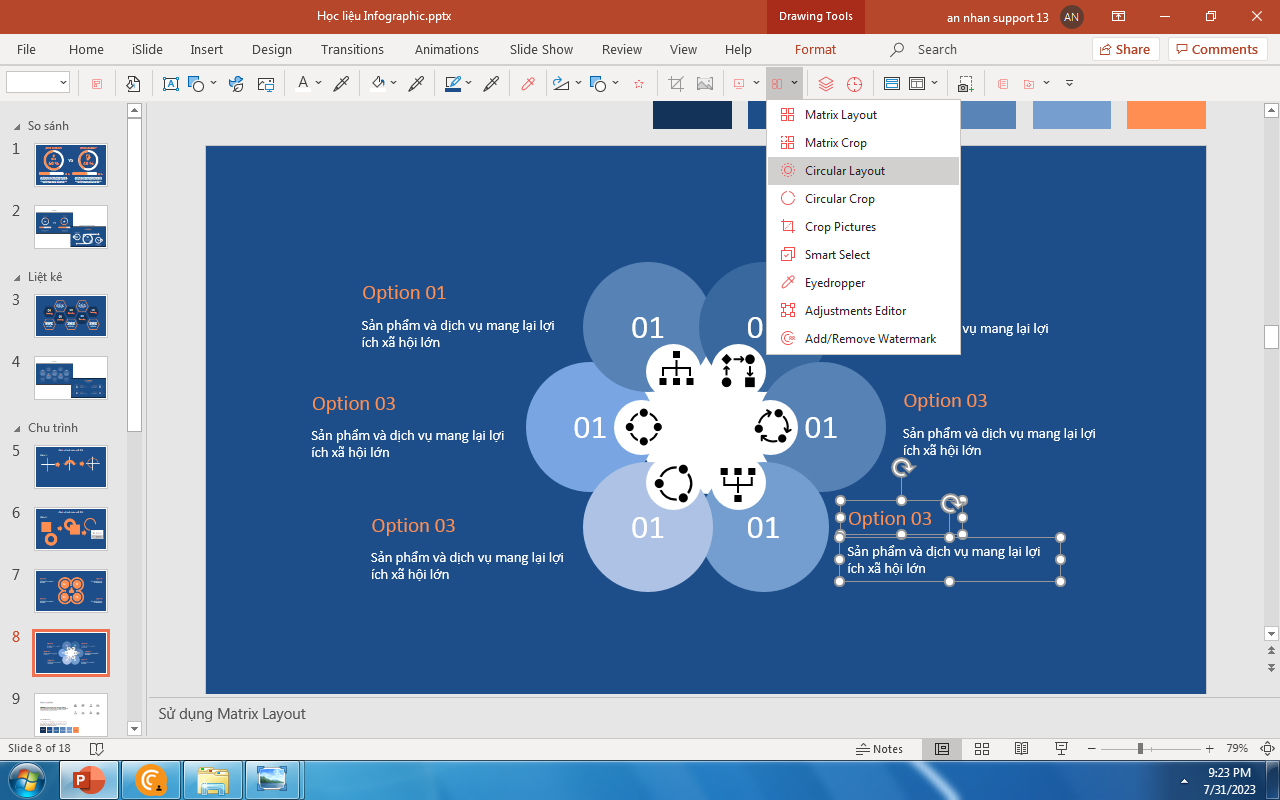 Học liệu Infographic.pptx
Drawing Tools
an nhan support 13
AN
File
Home
iSlide
Insert
Design
Transitions
Animations
Slide Show
Review
View
Help
Format
Search
Share
Comments
So sánh
1
2
Liệt kê
3
4
Chu trình
5
6
7
8
9
Matrix Layout
Matrix Crop
Circular Layout
Circular Crop
Crop Pictures
Smart Select
Eyedropper
Adjustments Editor
Add/Remove Watermark
Option 01
Sản phẩm và dịch vụ mang lại lợi
ích xã hội lớn
01
0
vụ mang lại lợi
Option 03
Sản phẩm và dịch vụ mang lại lợi
ích xã hội lớn
01
01
Option 03
Sản phẩm và dịch vụ mang lại lợi
ích xã hội lớn
Option 03
Sản phẩm và dịch vụ mang lại lợi
ích xã hội lớn
01
01
Option 03
Sản phẩm và dịch vụ mang lại lợi
ích xã hội lớn
Sử dụng Matrix Layout
Slide 8 of 18
Notes
79%
9:23 PM
7/31/2023